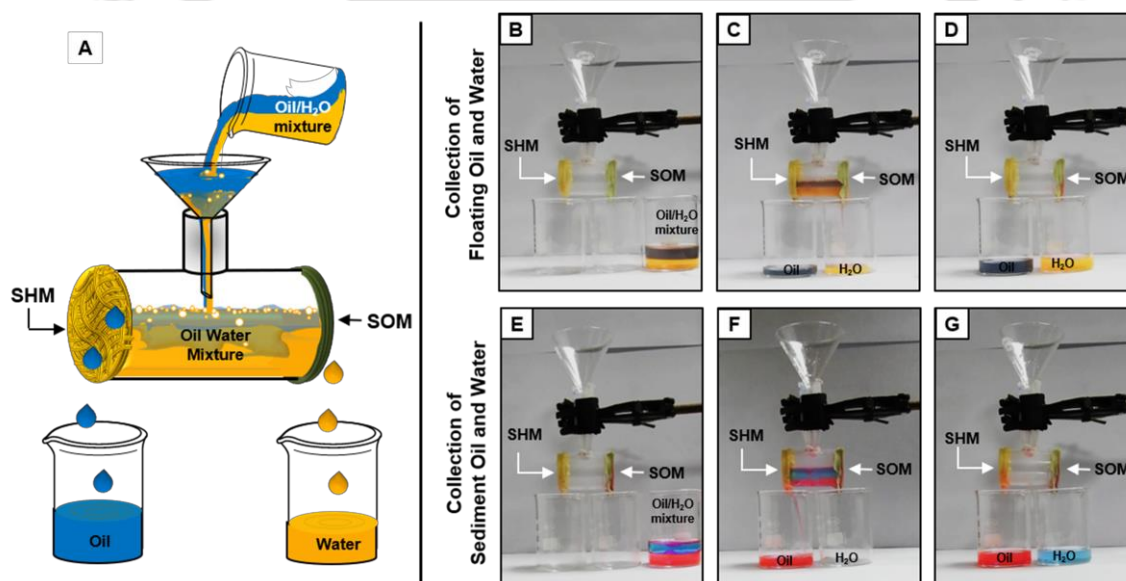 A
Oil/H₂O
mixture
SHM
SOM
Oil Water
Mixture
Oil
Water
Collection of
Floating Oil and Water
B
SHM
SOM
Oil/H₂O
mixture
C
SHM
SOM
Oil
H₂O
D
SHM
SOM
Oil
H₂O
Collection of
Sediment Oil and Water
E
SHM
SOM
Oil/H₂O
mixture
F
SHM
SOM
Oil
H₂O
G
SHM
SOM
Oil
H₂O